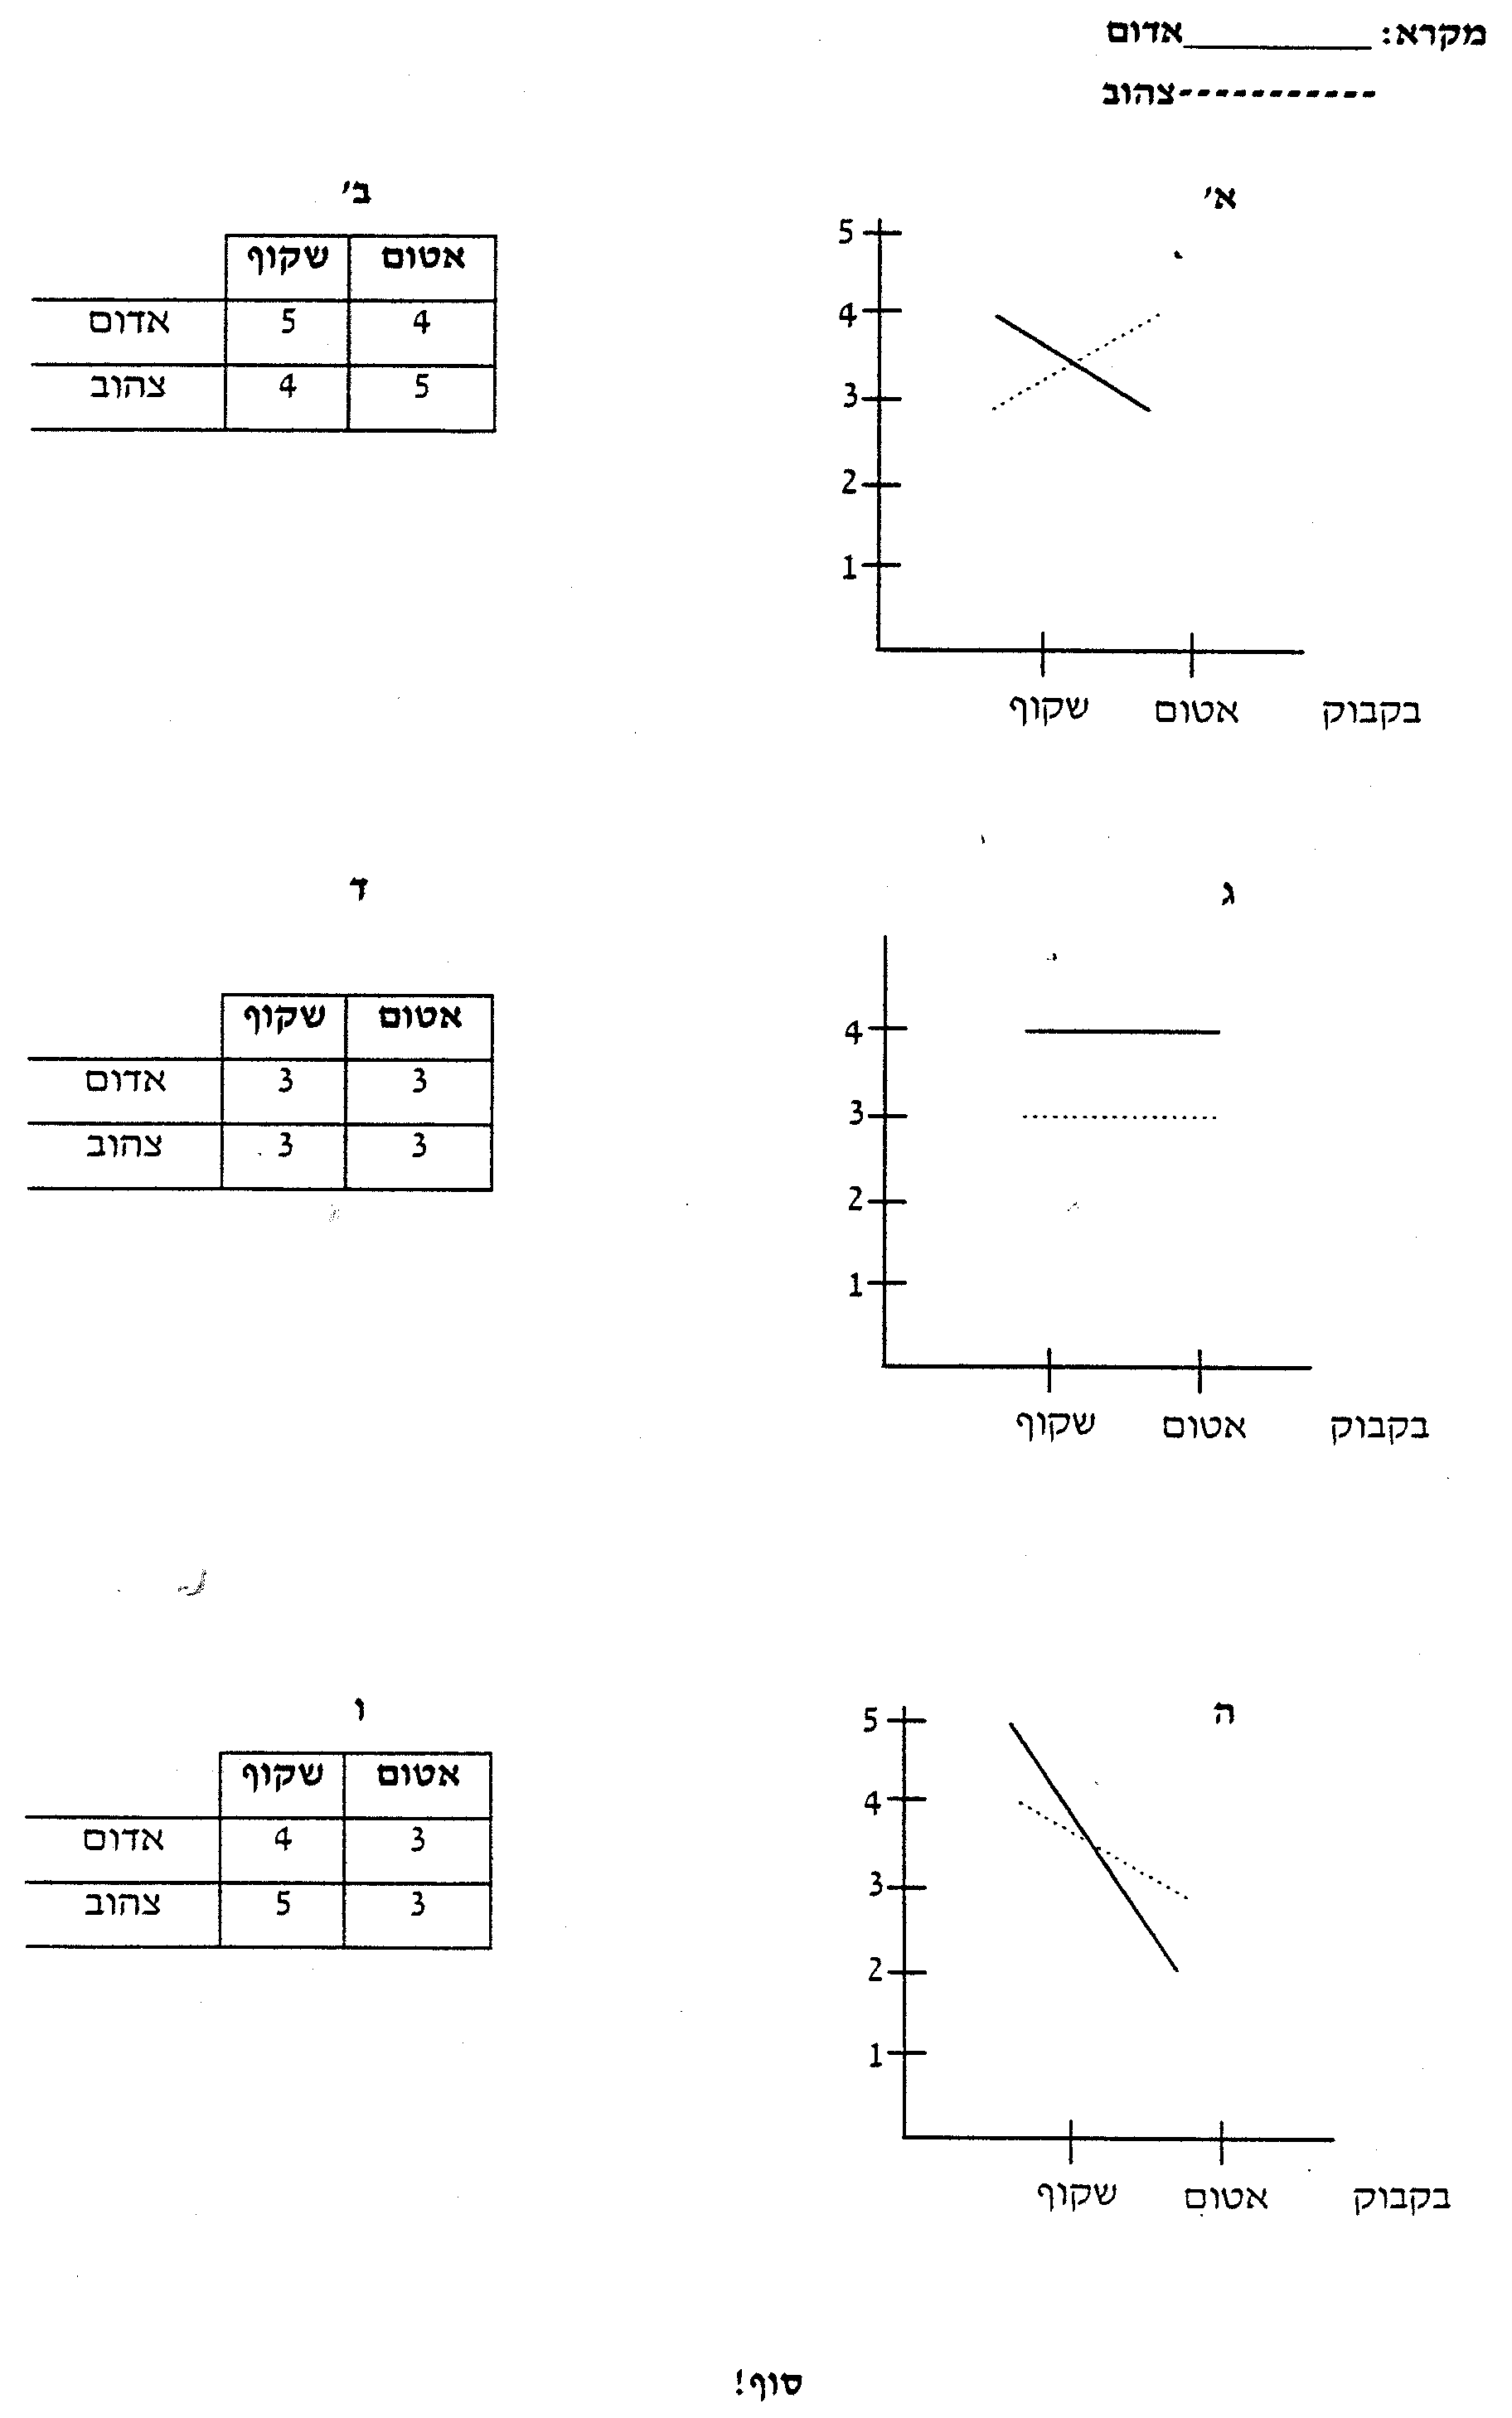 מקרא: __________אדום
-----------צהוב
א'
5
4
3
2
1
שקוף אטום בקבוק
ב'
אטום שקוף
אדום 5 4
צהוב 4 5
ג
4
3
2
1
שקוף אטום בקבוק
ד
אטום שקוף
אדום 3 3
צהוב 3 3
ה
5
4
3
2
1
שקוף אטום בקבוק
ו
אטום שקוף
אדום 4 3
צהוב 5 3
סוף!